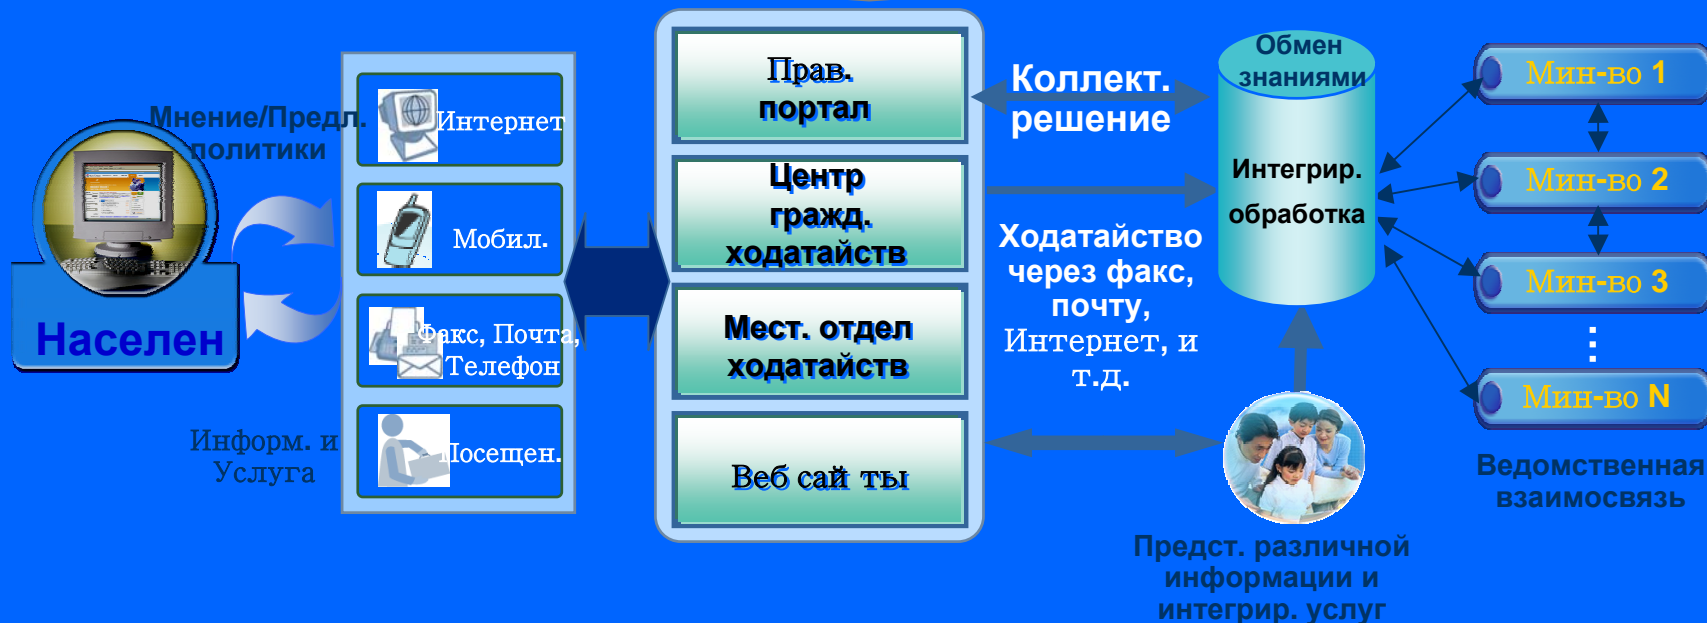 Мнение/Предл.
политики
Населен
Информ. и
Услуга
Интернет
Мобил.
Факс, Почта,
Телефон
Посещен.
Прав.
портал
Центр
гражд.
ходатайств
Мест. отдел
ходатайств
Веб сай ты
Коллект.
решение
Ходатайство
через факс,
почту,
Интернет, и
т.д.
Обмен
знаниями
Интегрир.
обработка
Предст. различной
информации и
интегрир. услуг
Мин-во 1
Мин-во 2
Мин-во 3
Мин-во N
Ведомственная
взаимосвязь